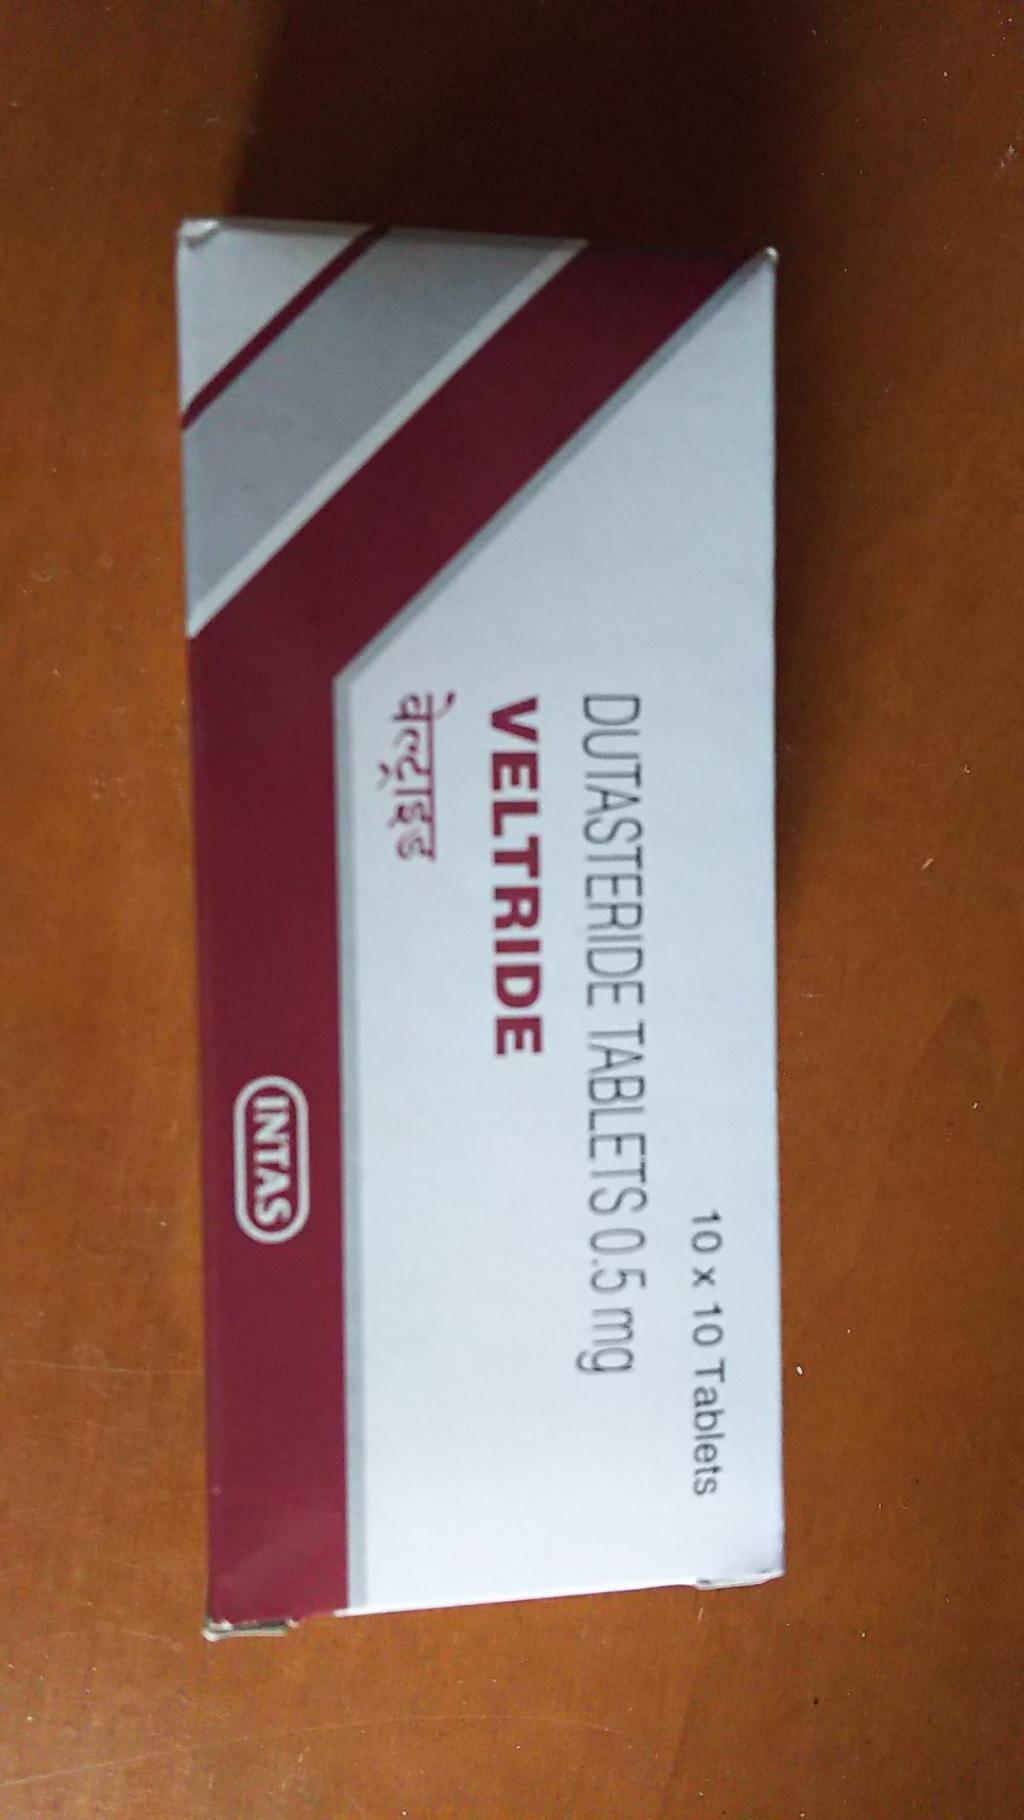 10 x 10 Tablets
DUTASTERIDE TABLETS 0.5 mg
VELTRIDE
वेल्ट्राइड
INTAS